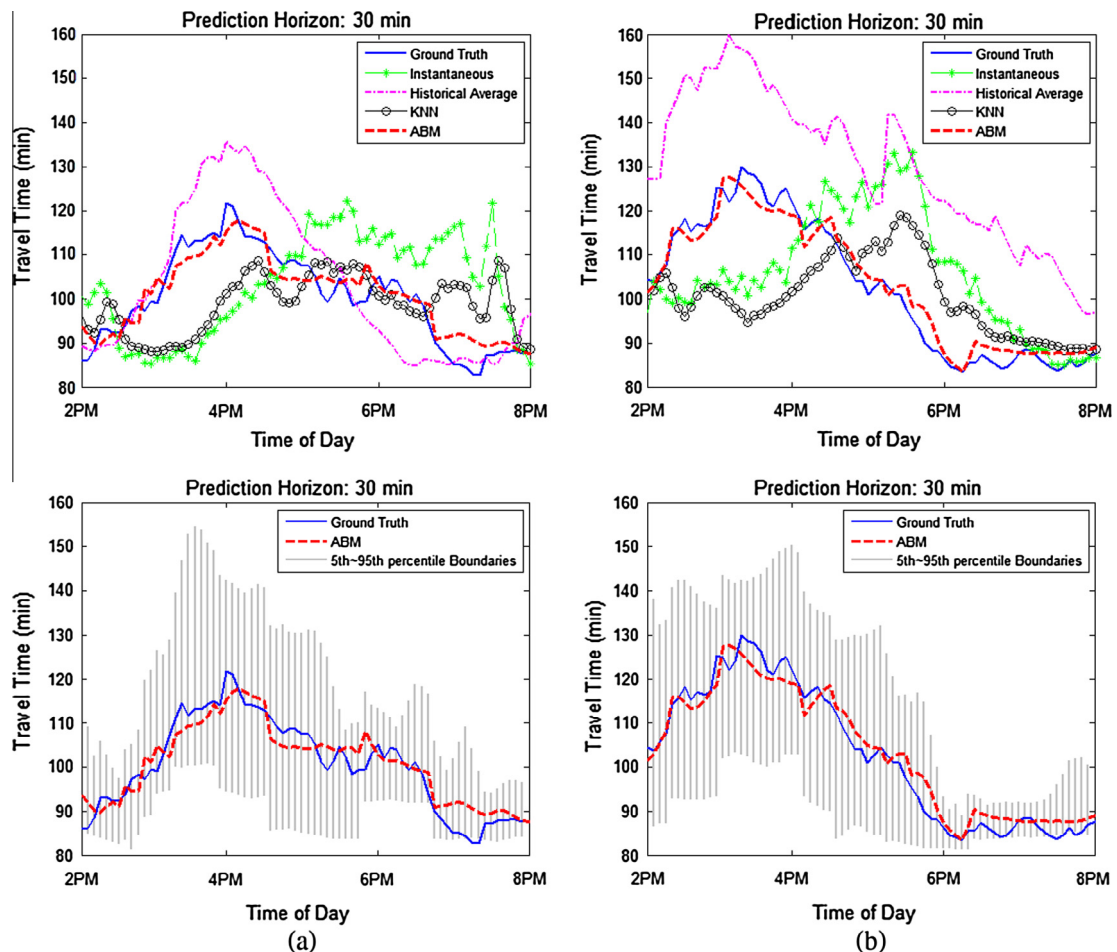 Prediction Horizon: 30 min
Travel Time (min)
160
150
140
130
120
110
100
90
80
Ground Truth
Instantaneous
Historical Average
KNN
ABM
2PM 4PM 6PM 8PM
Time of Day
Prediction Horizon: 30 min
Travel Time (min)
160
150
140
130
120
110
100
90
80
Ground Truth
Instantaneous
Historical Average
KNN
ABM
2PM 4PM 6PM 8PM
Time of Day
Prediction Horizon: 30 min
Travel Time (min)
160
150
140
130
120
110
100
90
80
Ground Truth
ABM
5th~95th percentile Boundaries
2PM 4PM 6PM 8PM
Time of Day
(a)
Prediction Horizon: 30 min
Travel Time (min)
160
150
140
130
120
110
100
90
80
Ground Truth
ABM
5th~95th percentile Boundaries
2PM 4PM 6PM 8PM
Time of Day
(b)